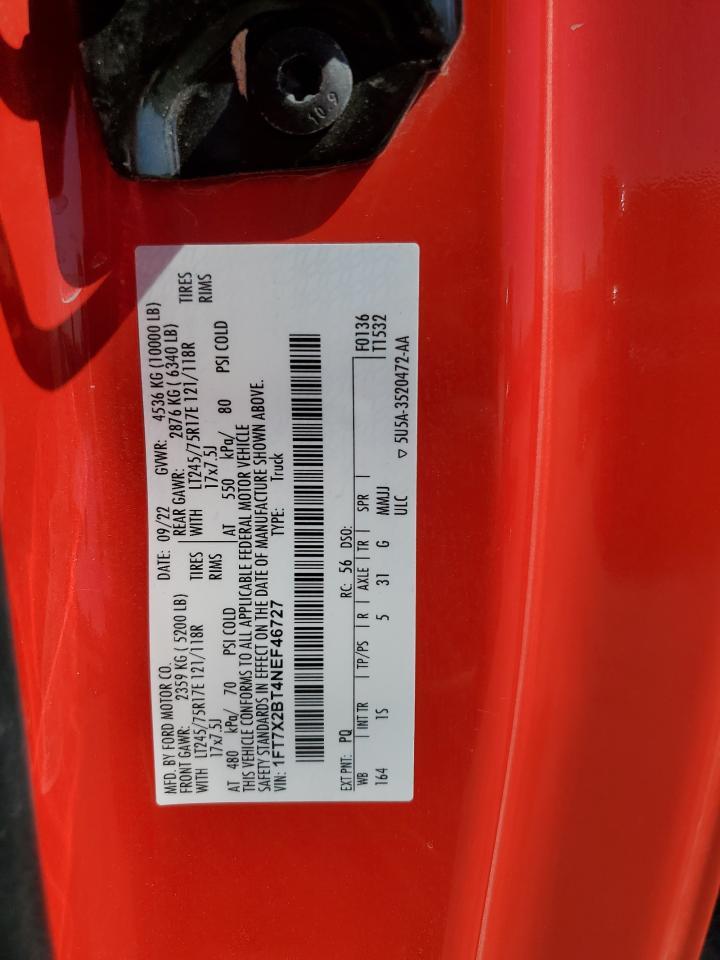 10.9
MFD. BY FORD MOTOR CO.
DATE: 09/22 GVWR: 4536 KG (10000 LB)
FRONT GAWR: 2359 KG ( 5200 LB)
REAR GAWR: 2876 KG ( 6340 LB)
WITH LT245/75R17E 121/118R TIRES
WITH LT245/75R17E 121/118R TIRES
17x7.5J RIMS
17x7.5J RIMS
AT 480 kPa/ 70 PSI COLD
AT 550 kPa/ 80 PSI COLD
THIS VEHICLE CONFORMS TO ALL APPLICABLE FEDERAL MOTOR VEHICLE
SAFETY STANDARDS IN EFFECT ON THE DATE OF MANUFACTURE SHOWN ABOVE.
VIN: 1FT7X2BT4NEF46727 TYPE: Truck
EXT PNT: PQ RC: 56 DSO: F0136
WB INT TR TP/PS R AXLE TR SPR T1532
164 1S 5 31 G MMJJ
ULC ▽ 5U5A-3520472-AA